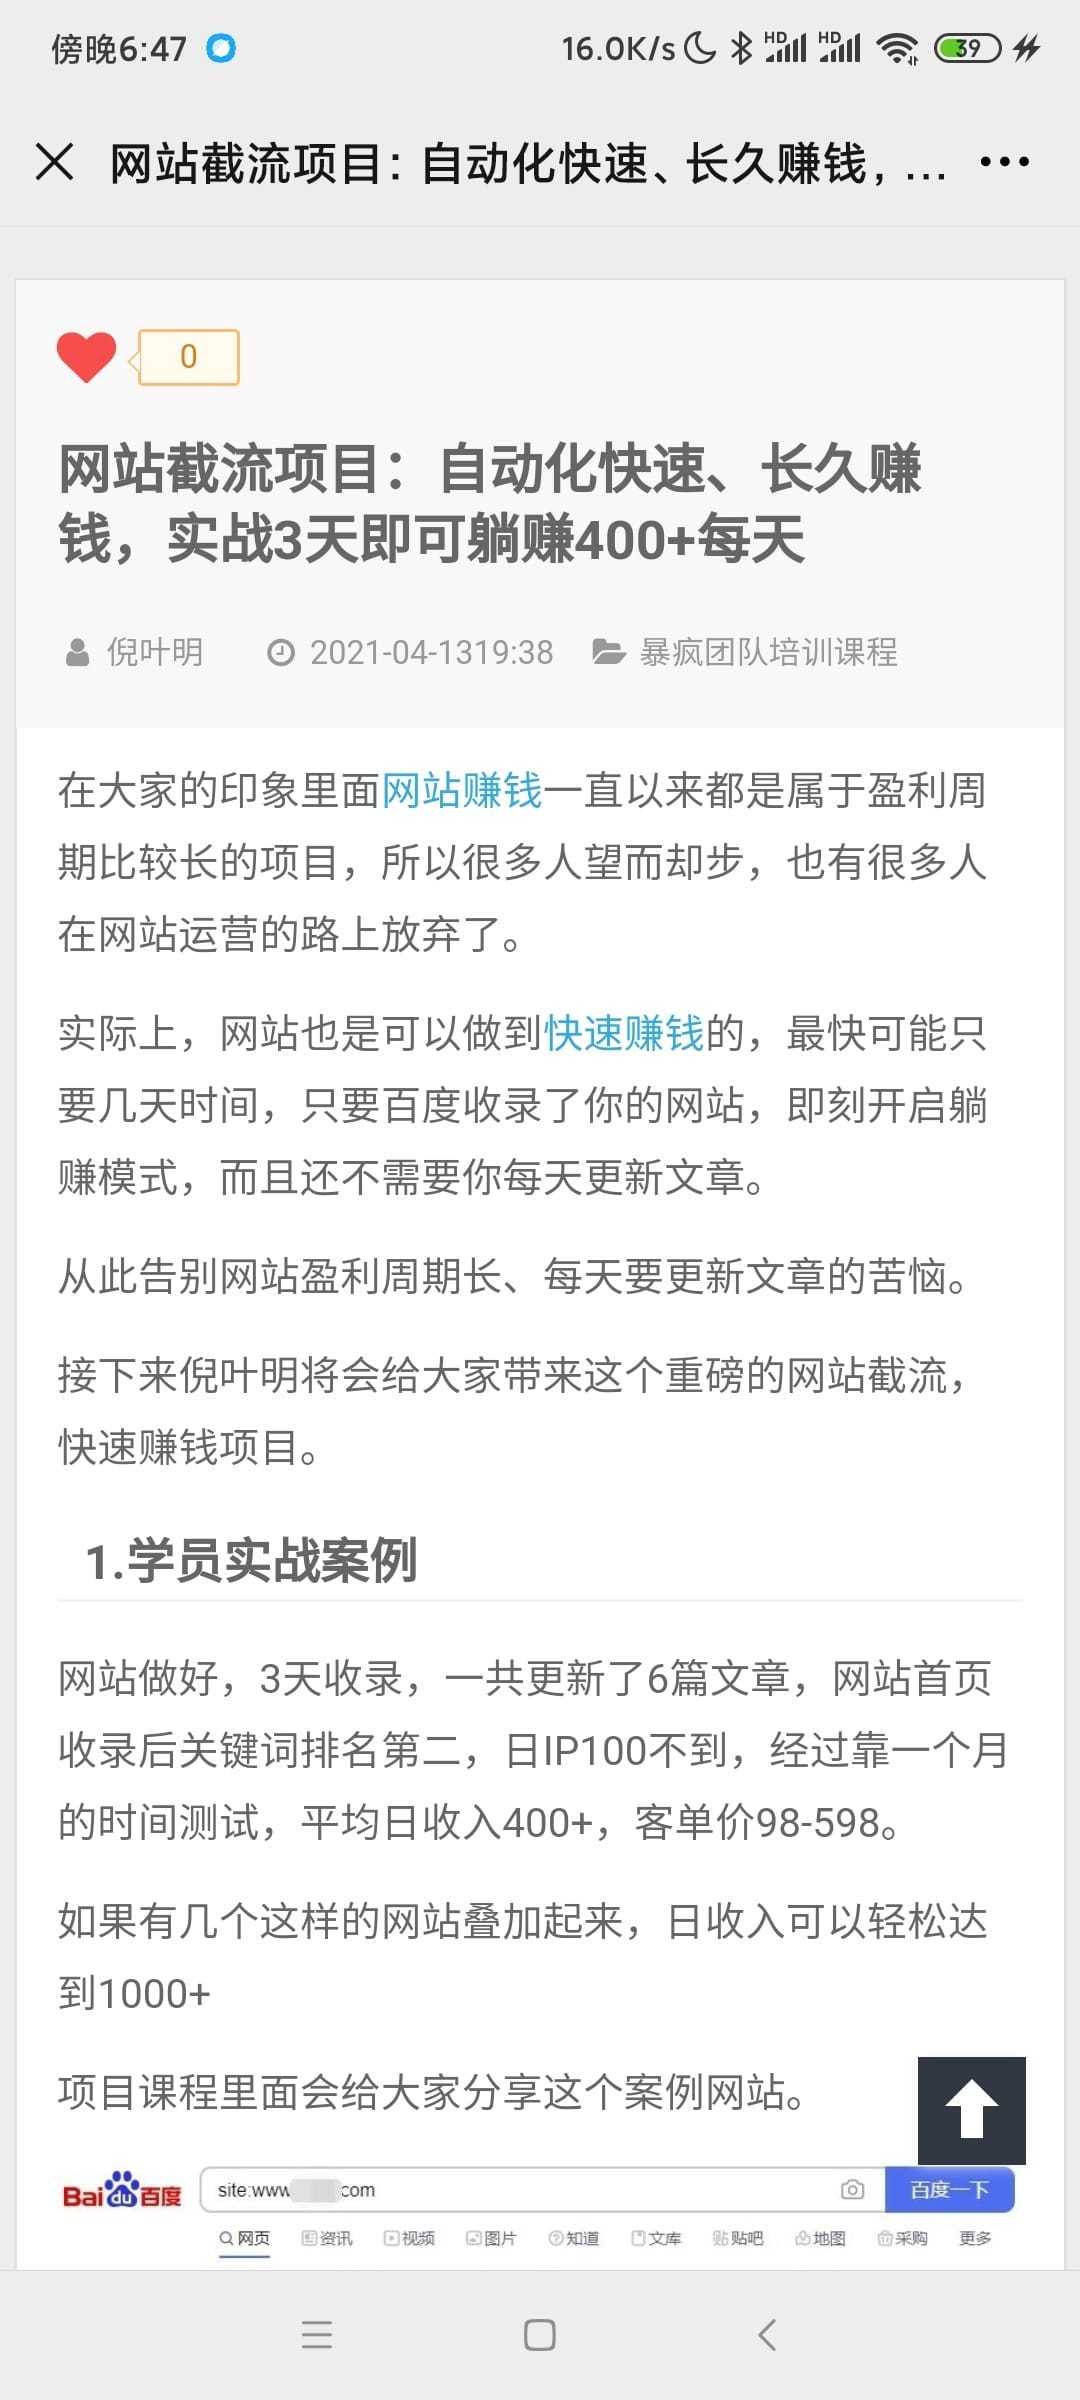 傍晚6:47
16.0K/s HD HD 39
网站截流项目：自动化快速、长久赚钱，...
0
网站截流项目：自动化快速、长久赚
钱，实战3天即可躺赚400+每天
倪叶明 2021-04-1319:38 暴疯团队培训课程
在大家的印象里面网站赚钱一直以来都是属于盈利周
期比较长的项目，所以很多人望而却步，也有很多人
在网站运营的路上放弃了。
实际上，网站也是可以做到快速赚钱的，最快可能只
要几天时间，只要百度收录了你的网站，即刻开启躺
赚模式，而且还不需要你每天更新文章。
从此告别网站盈利周期长、每天要更新文章的苦恼。
接下来倪叶明将会给大家带来这个重磅的网站截流，
快速赚钱项目。
1.学员实战案例
网站做好，3天收录，一共更新了6篇文章，网站首页
收录后关键词排名第二，日IP100不到，经过靠一个月
的时间测试，平均日收入400+，客单价98-598。
如果有几个这样的网站叠加起来，日收入可以轻松达
到1000+
项目课程里面会给大家分享这个案例网站。
Bai du 百度 site:www com 百度一下
网页 资讯 视频 图片 知道 文库 贴吧 地图 采购 更多